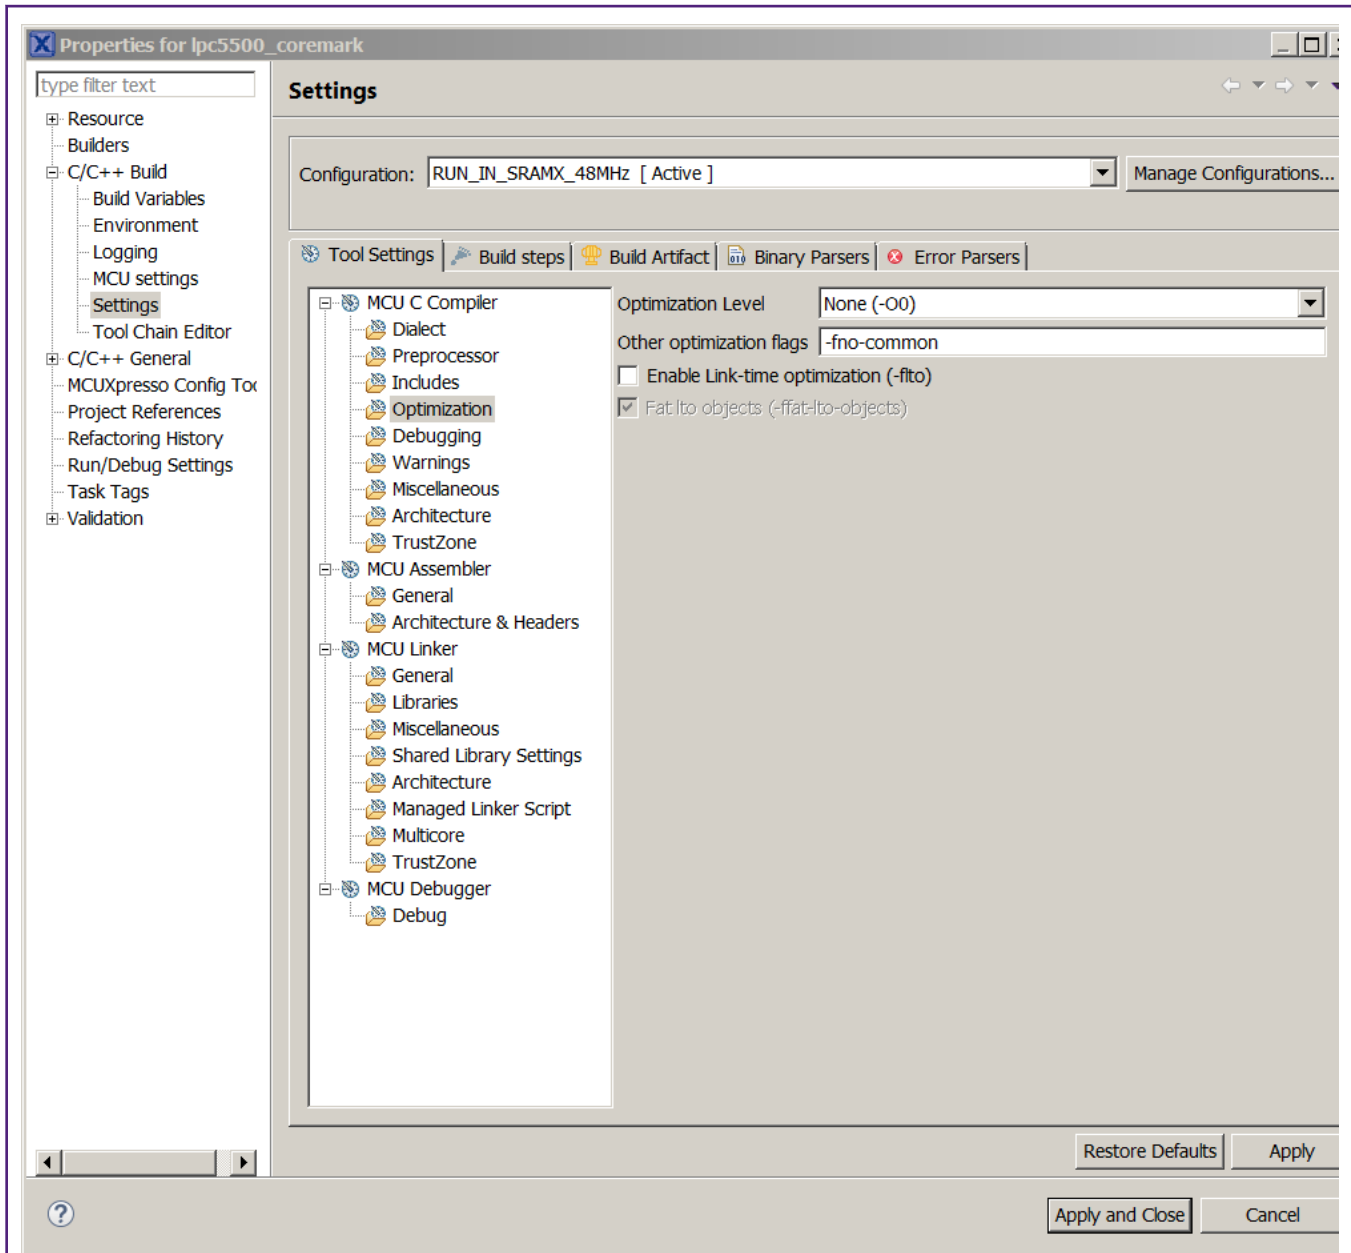 Properties for lpc5500_coremark
type filter text
Resource
Builders
C/C++ Build
Build Variables
Environment
Logging
MCU settings
Settings
Tool Chain Editor
C/C++ General
MCUXpresso Config Too
Project References
Refactoring History
Run/Debug Settings
Task Tags
Validation
Settings
Configuration: RUN_IN_SRAMX_48MHz [ Active ] Manage Configurations...
Tool Settings Build steps Build Artifact Binary Parsers Error Parsers
MCU C Compiler
Dialect
Preprocessor
Includes
Optimization
Debugging
Warnings
Miscellaneous
Architecture
TrustZone
MCU Assembler
General
Architecture & Headers
MCU Linker
General
Libraries
Miscellaneous
Shared Library Settings
Architecture
Managed Linker Script
Multicore
TrustZone
MCU Debugger
Debug
Optimization Level None (-O0)
Other optimization flags -fno-common
Enable Link-time optimization (-flto)
Fat lto objects (-ffat-lto-objects)
Restore Defaults Apply
Apply and Close Cancel